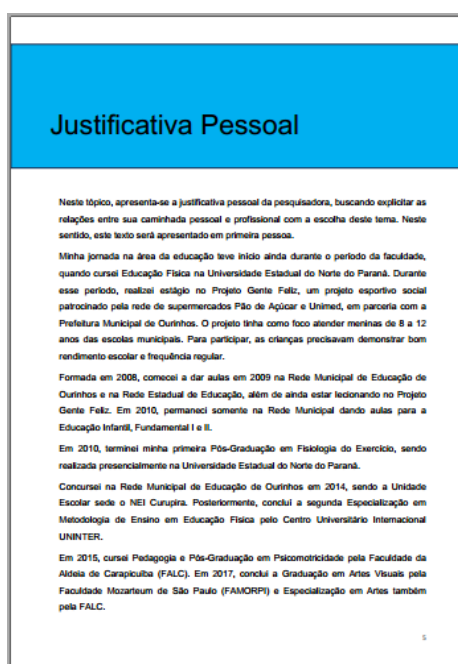 Justificativa Pessoal
Neste tópico, apresenta-se a justificativa pessoal da pesquisadora, buscando explicitar as
relações entre sua caminhada pessoal e profissional com a escolha deste tema. Neste
sentido, este texto será apresentado em primeira pessoa.
Minha jornada na área da educação teve início ainda durante o período da faculdade,
quando cursei Educação Física na Universidade Estadual do Norte do Paraná. Durante
esse período, realizei estágio no Projeto Gente Feliz, um projeto esportivo social
patrocinado pela rede de supermercados Pão de Açúcar e Unimed, em parceria com a
Prefeitura Municipal de Ourinhos. O projeto tinha como foco atender meninas de 8 a 12
anos das escolas municipais. Para participar, as crianças precisavam demonstrar bom
rendimento escolar e frequência regular.
Formada em 2008, comecei a dar aulas em 2009 na Rede Municipal de Educação de
Ourinhos e na Rede Estadual de Educação, além de ainda estar lecionando no Projeto
Gente Feliz. Em 2010, permaneci somente na Rede Municipal dando aulas para a
Educação Infantil, Fundamental I e II.
Em 2010, terminei minha primeira Pós-Graduação em Fisiologia do Exercício, sendo
realizada presencialmente na Universidade Estadual do Norte do Paraná.
Concursei na Rede Municipal de Educação de Ourinhos em 2014, sendo a Unidade
Escolar sede o NEI Curupira. Posteriormente, conclui a segunda Especialização em
Metodologia de Ensino em Educação Física pelo Centro Universitário Internacional
UNINTER.
Em 2015, cursei Pedagogia e Pós-Graduação em Psicomotricidade pela Faculdade da
Aldeia de Carapicuíba (FALC). Em 2017, conclui a Graduação em Artes Visuais pela
Faculdade Mozarteum de São Paulo (FAMORPI) e Especialização em Artes também
pela FALC.
5